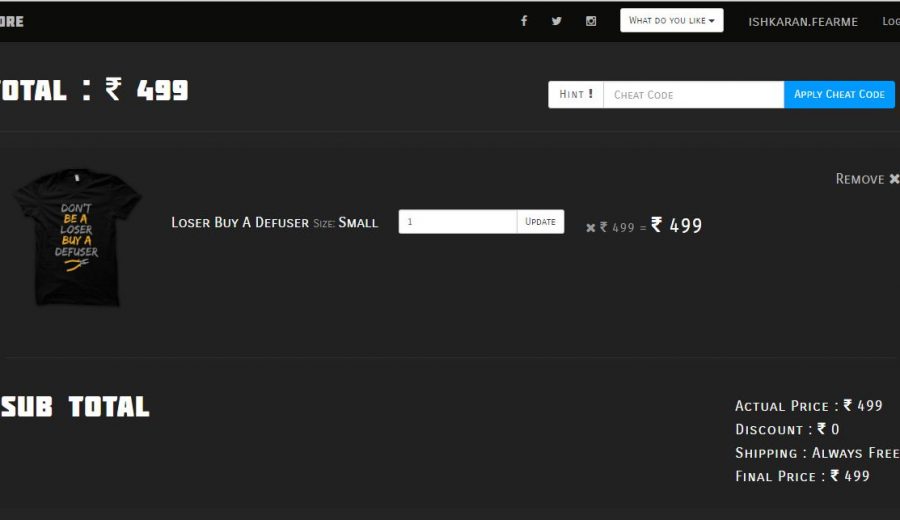 ORE What do you like ishkaran.fearme Log
OTAL : ₹ 499
Hint ! Cheat Code Apply Cheat Code
Remove ✖
DON'T
BE A
LOSER
BUY A
DEFUSER
Loser Buy A Defuser Size: Small 1 Update ✖ ₹ 499 = ₹ 499
SUB TOTAL
Actual Price : ₹ 499
Discount : ₹ 0
Shipping : Always Free
Final Price : ₹ 499